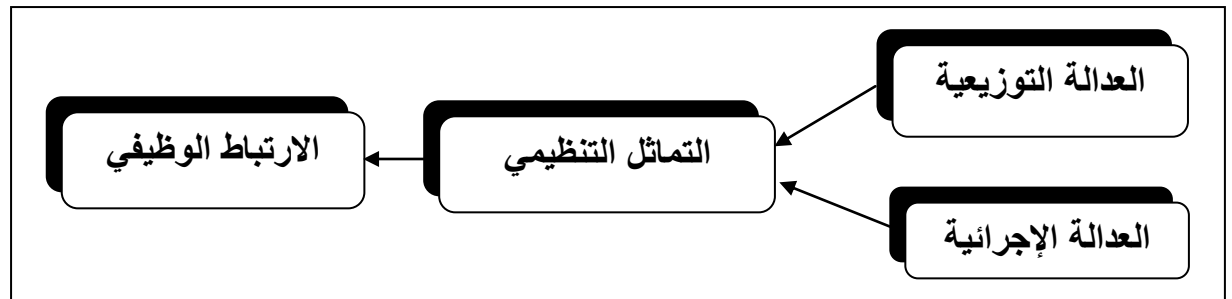 العدالة التوزيعية
التماثل التنظيمي
الارتباط الوظيفي
العدالة الإجرائية